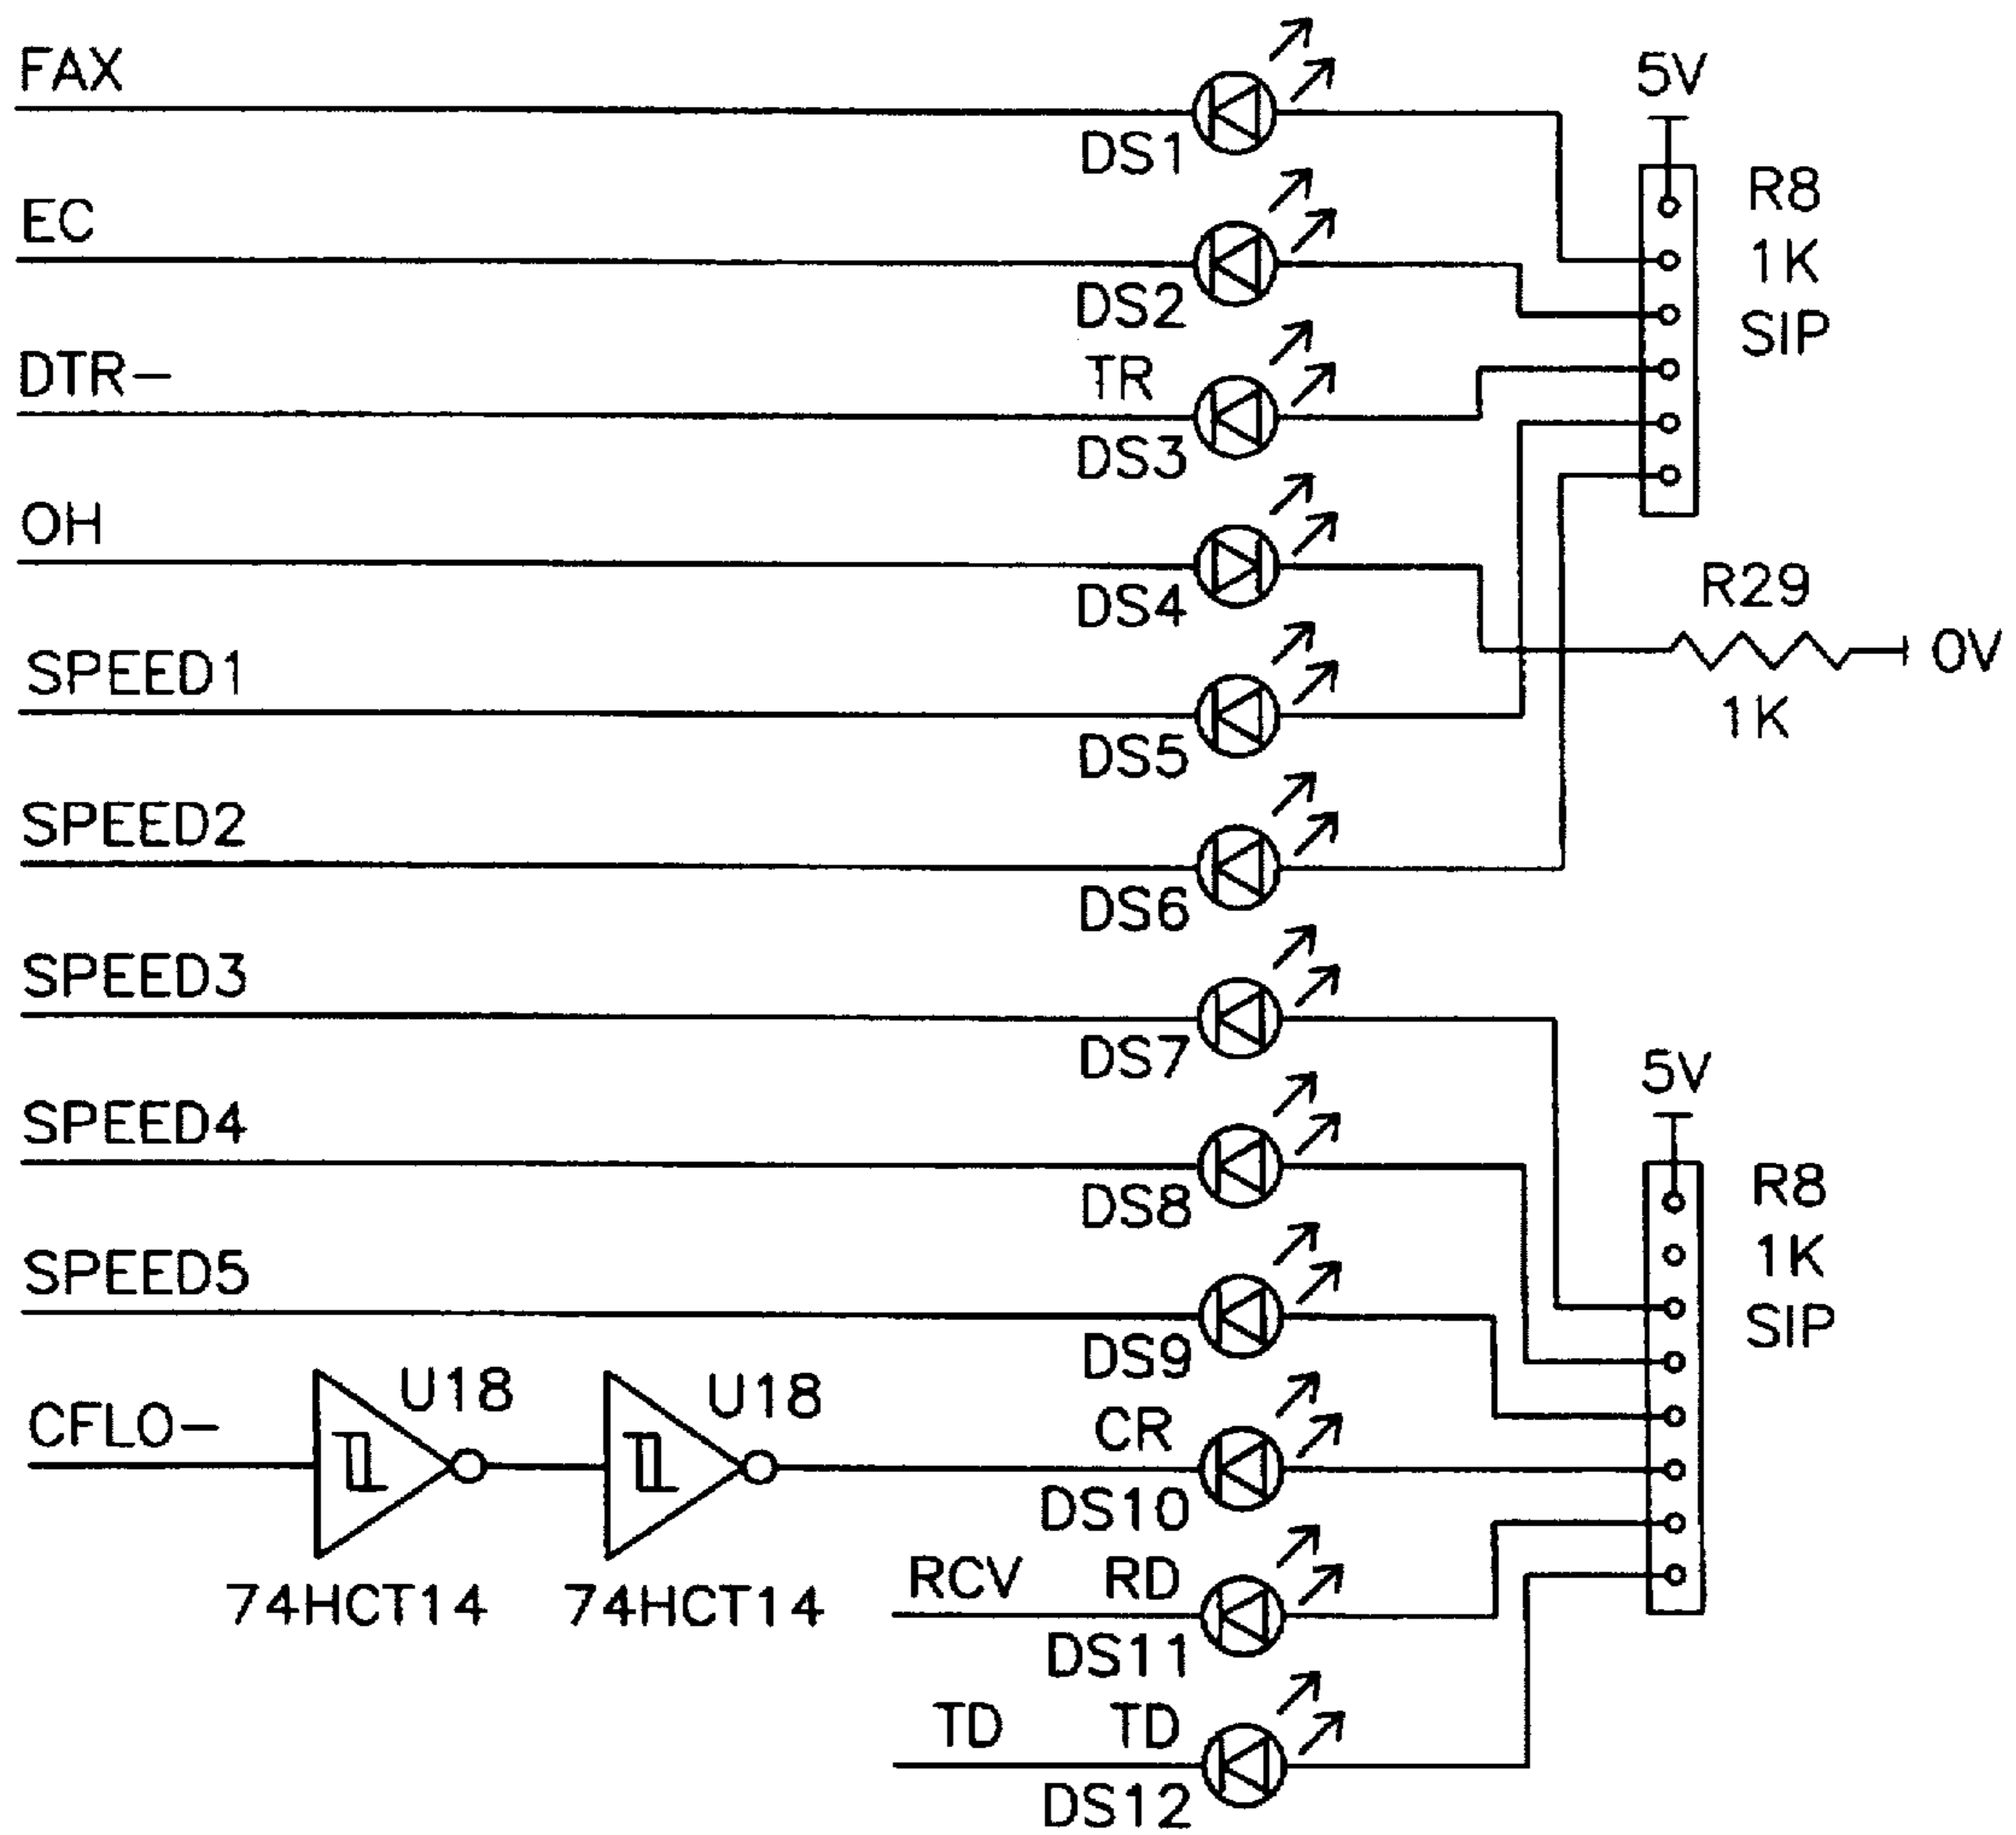 FAX
DS1
5V
R8
1K
SIP
EC
DS2
DTR-
TR
DS3
OH
DS4
R29
0V
1K
SPEED1
DS5
SPEED2
DS6
SPEED3
DS7
SPEED4
DS8
5V
R8
1K
SIP
SPEED5
DS9
CFLO-
U18
U18
CR
DS10
74HCT14
74HCT14
RCV
RD
DS11
TD
TD
DS12